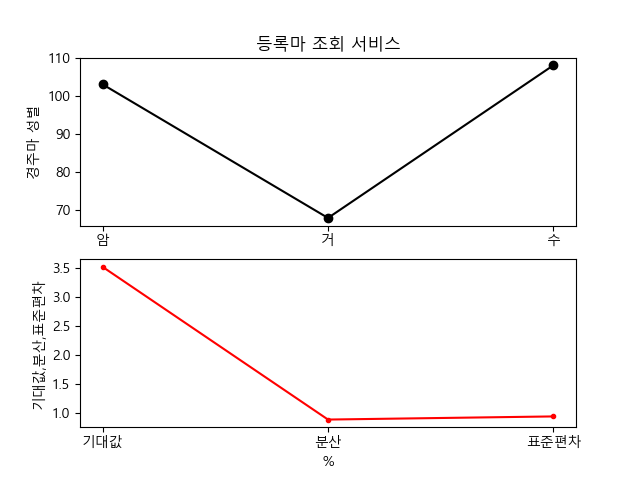 등록마 조회 서비스
경주마 성별
110
100
90
80
70
암 거 수
기대값,분산,표준편차
3.5
3.0
2.5
2.0
1.5
1.0
기대값 분산 표준편차
%